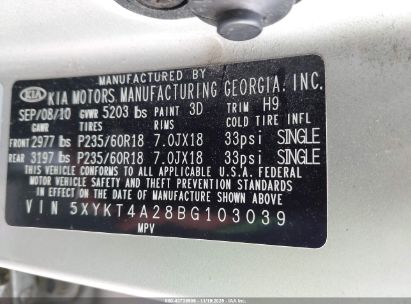 MANUFACTURED BY
KIA KIA MOTORS MANUFACTURING GEORGIA, INC.
SEP/08/10 GVWR 5203 lbs PAINT 3D TRIM H9
GAWR TIRES RIMS COLD TIRE INFL
FRONT 2977 lbs P235/60R18 7.0JX18 33psi SINGLE
REAR 3197 lbs P235/60R18 7.0JX18 33psi SINGLE
THIS VEHICLE CONFORMS TO ALL APPLICABLE U.S.A. FEDERAL
MOTOR VEHICLE SAFETY AND THEFT PREVENTION STANDARDS
IN EFFECT ON THE DATE OF MANUFACTURE SHOWN ABOVE.
VIN 5XYKT4A28BG103039
MPV